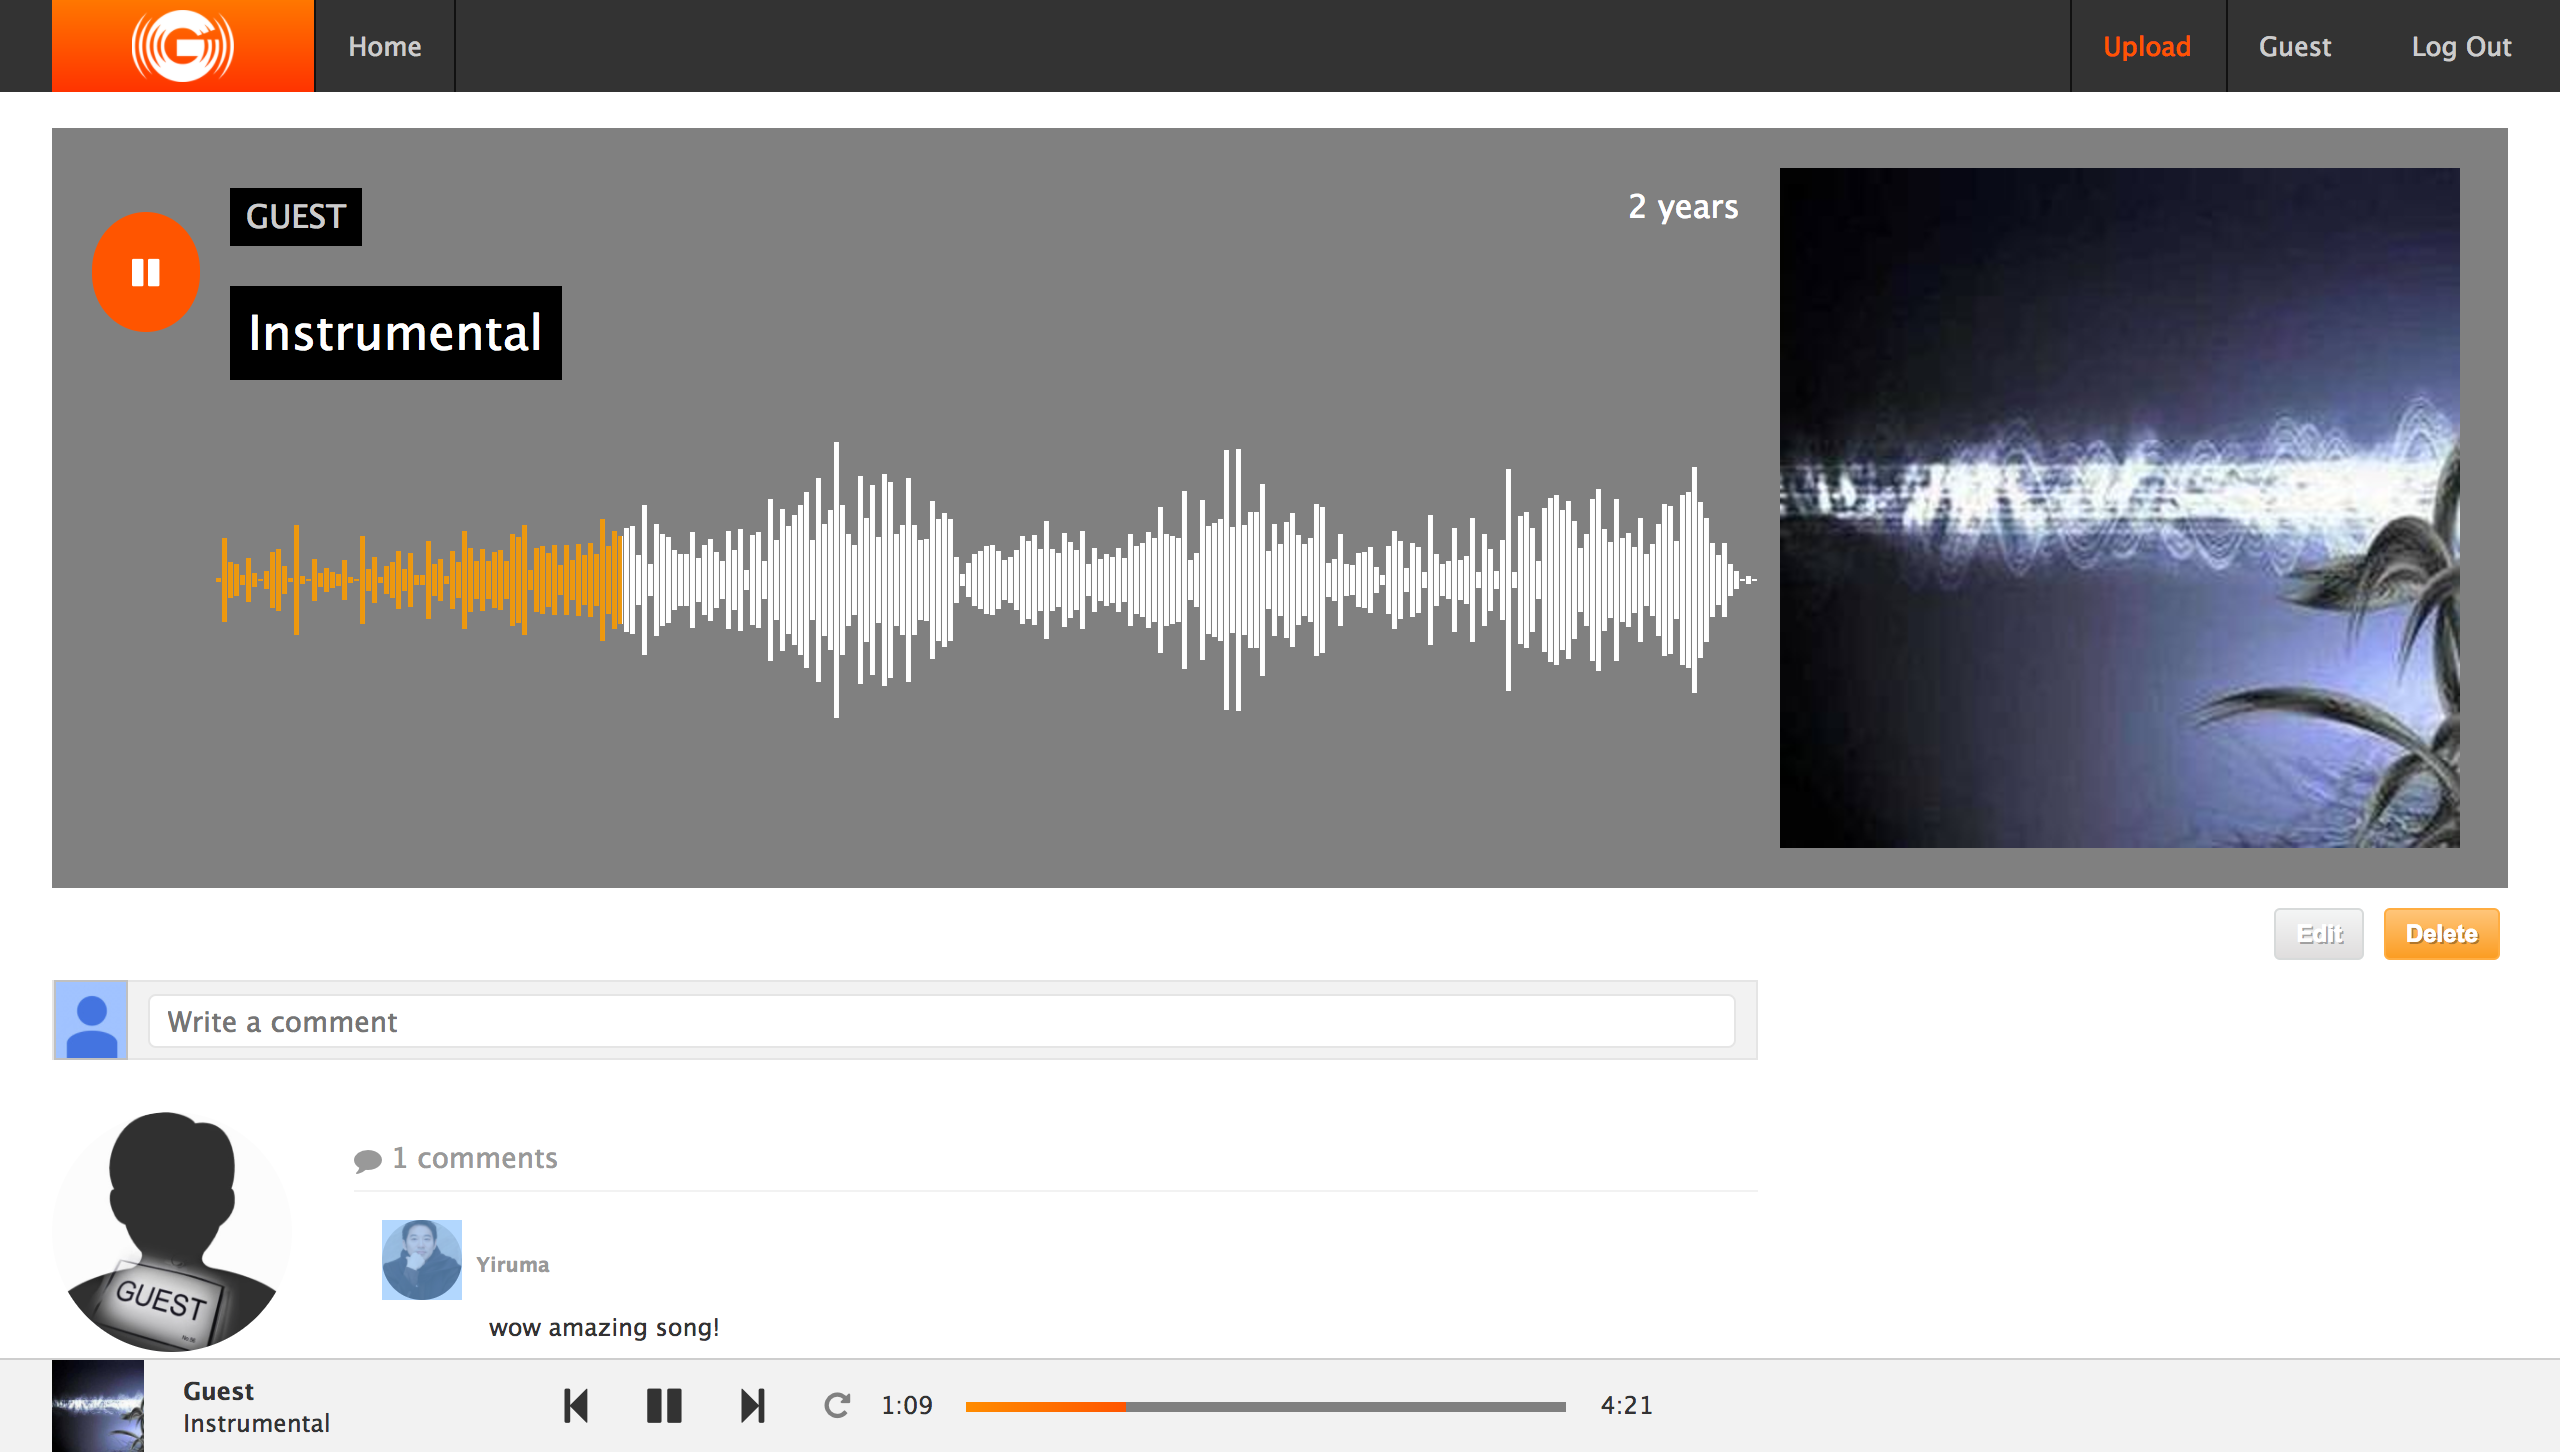 G
Home
Upload
Guest
Log Out
GUEST
2 years
Instrumental
Edit
Delete
Write a comment
1 comments
Yiruma
GUEST
wow amazing song!
Guest
Instrumental
1:09
4:21